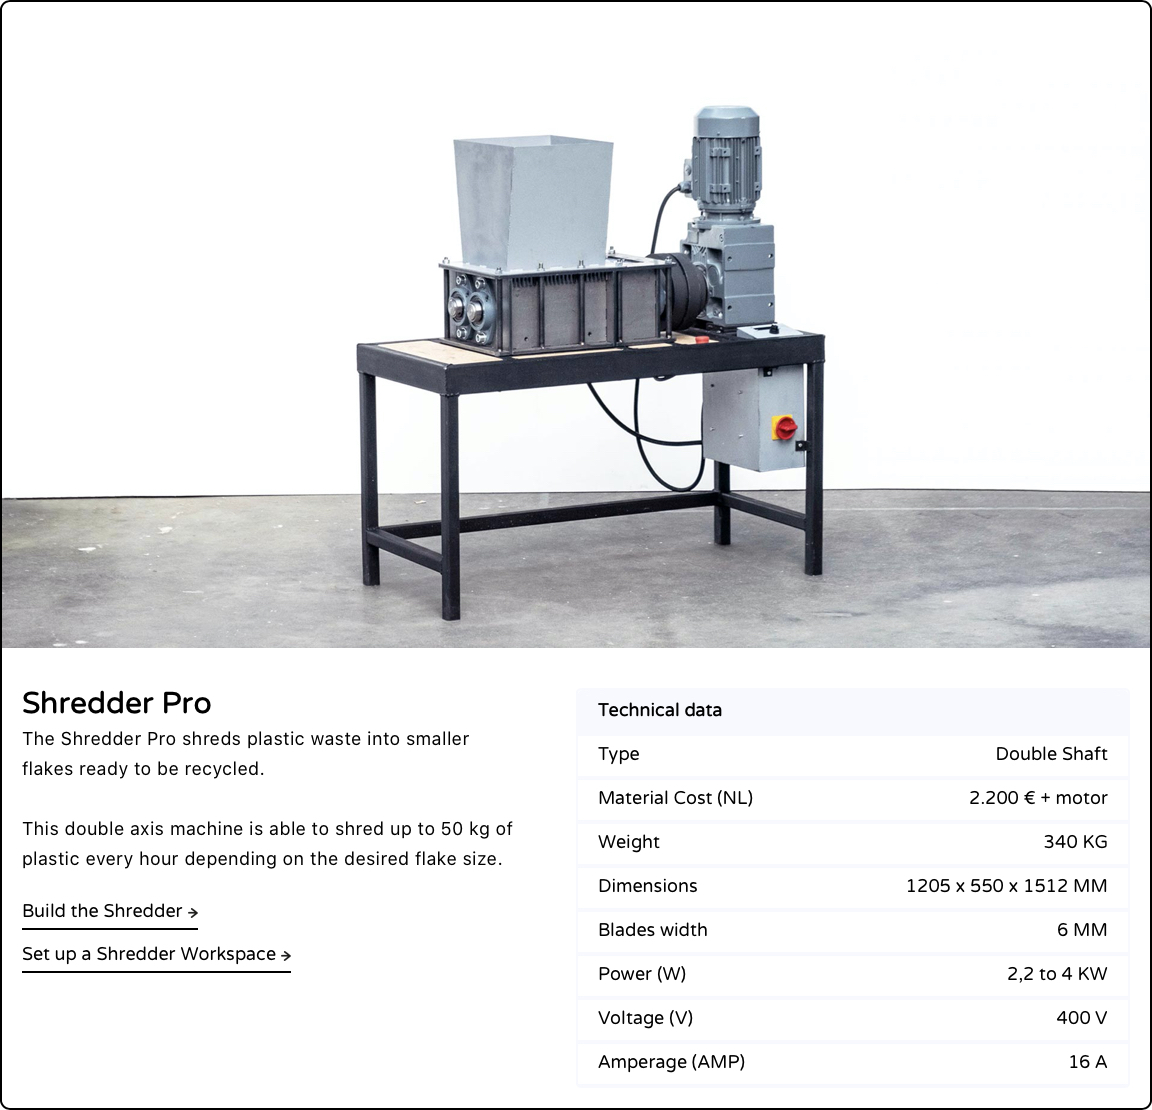 Shredder Pro
The Shredder Pro shreds plastic waste into smaller
flakes ready to be recycled.
This double axis machine is able to shred up to 50 kg of
plastic every hour depending on the desired flake size.
Build the Shredder →
Set up a Shredder Workspace →
Technical data
Type Double Shaft
Material Cost (NL) 2.200 € + motor
Weight 340 KG
Dimensions 1205 x 550 x 1512 MM
Blades width 6 MM
Power (W) 2,2 to 4 KW
Voltage (V) 400 V
Amperage (AMP) 16 A